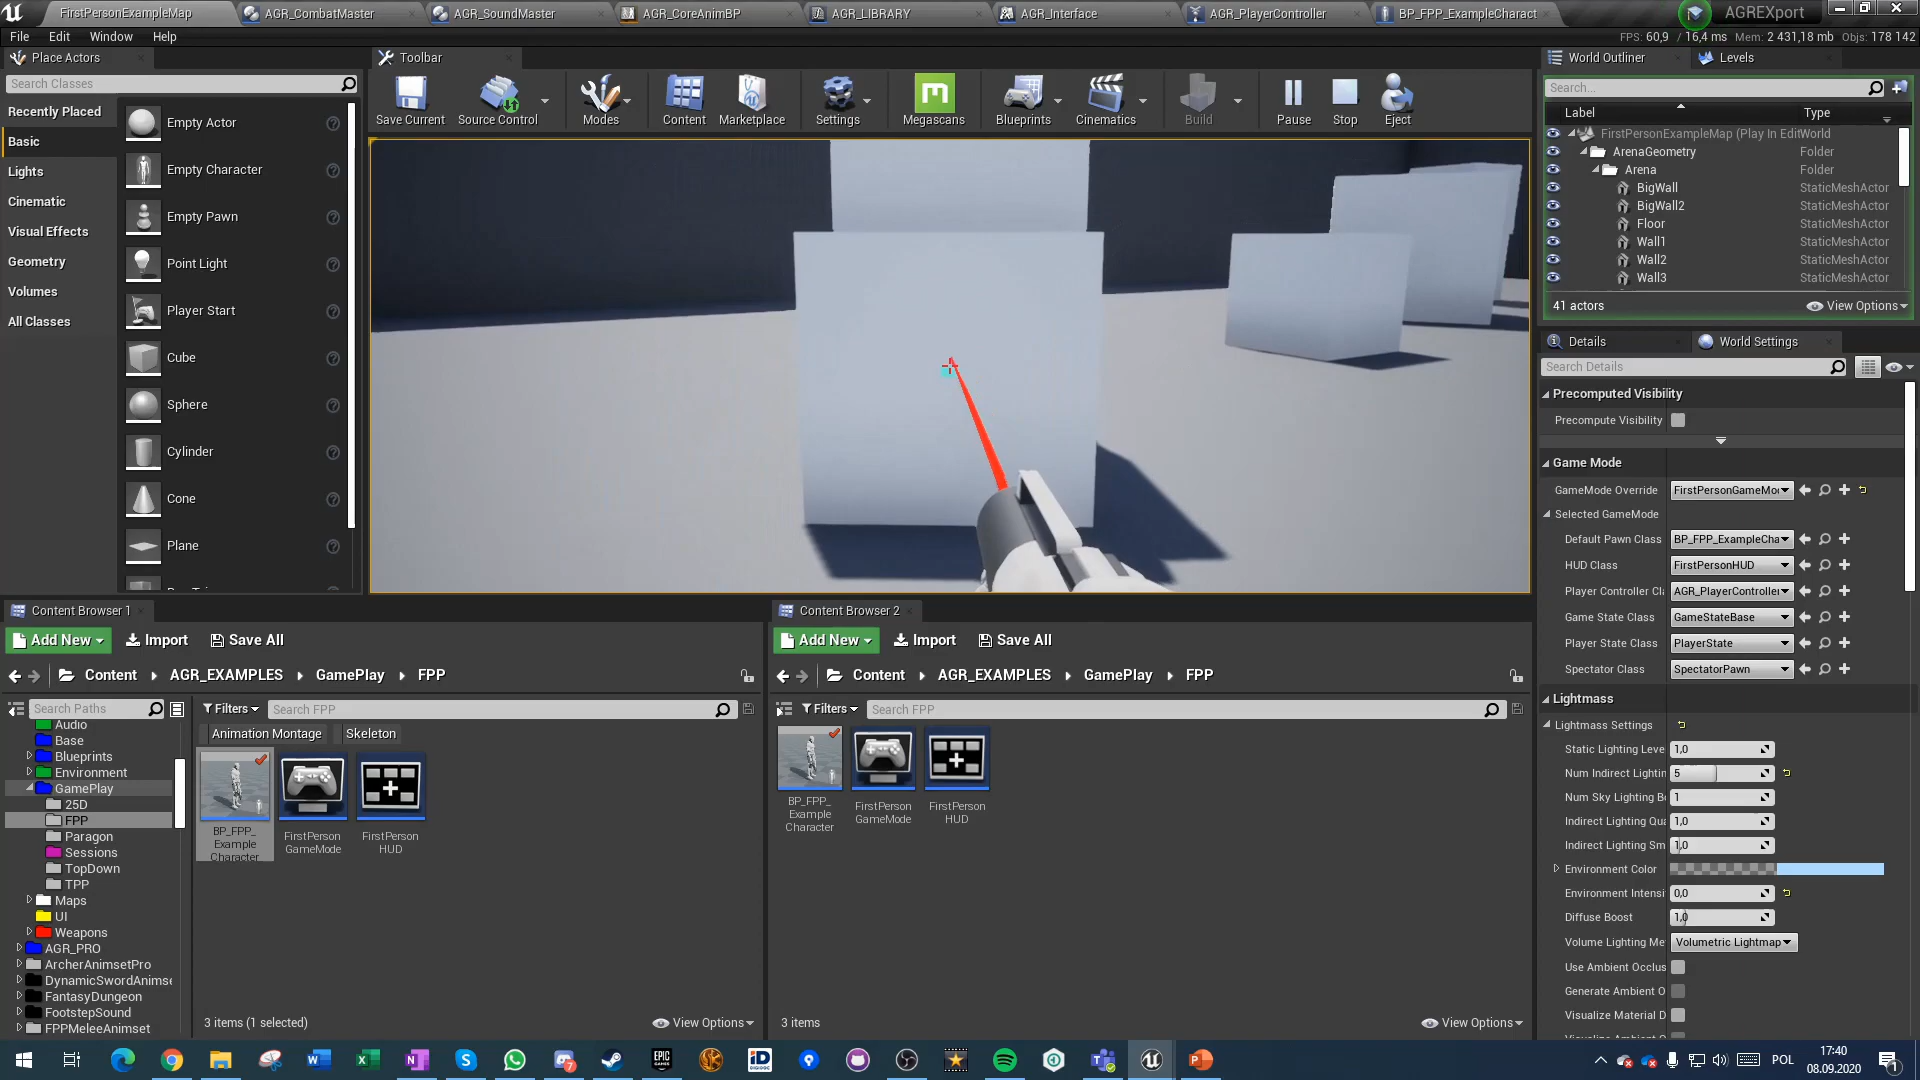 FirstPersonExampleMap
AGR_CombatMaster
AGR_SoundMaster
AGR_CoreAnimBP
AGR_LIBRARY
AGR_Interface
AGR_PlayerController
BP_FPP_ExampleCharact
AGREXport
File Edit Window Help
FPS: 60,9 / 16,4 ms Mem: 2 431,18 mb Objs: 178 142
Place Actors
Toolbar
World Outliner
Levels
Search Classes
Recently Placed
Basic
Lights
Cinematic
Visual Effects
Geometry
Volumes
All Classes
Empty Actor
Empty Character
Empty Pawn
Point Light
Player Start
Cube
Sphere
Cylinder
Cone
Plane
Save Current
Source Control
Modes
Content
Marketplace
Settings
Megascans
Blueprints
Cinematics
Build
Pause
Stop
Eject
Search...
Label Type
FirstPersonExampleMap (Play In Edit World
ArenaGeometry Folder
Arena Folder
BigWall StaticMeshActor
BigWall2 StaticMeshActor
Floor StaticMeshActor
Wall1 StaticMeshActor
Wall2 StaticMeshActor
Wall3 StaticMeshActor
41 actors View Options
Details
World Settings
Search Details
Precomputed Visibility
Precompute Visibility
Game Mode
GameMode Override FirstPersonGameMo
Selected GameMode
Default Pawn Class BP_FPP_ExampleCha
HUD Class FirstPersonHUD
Player Controller Cl AGR_PlayerController
Game State Class GameStateBase
Player State Class PlayerState
Spectator Class SpectatorPawn
Lightmass
Lightmass Settings
Static Lighting Leve 1,0
Num Indirect Lightin 5
Num Sky Lighting B 1
Indirect Lighting Qua 1,0
Indirect Lighting Sm 1,0
Environment Color
Environment Intensi 0,0
Diffuse Boost 1,0
Volume Lighting Me Volumetric Lightmap
Use Ambient Occlus
Generate Ambient O
Visualize Material D
Content Browser 1
Add New Import Save All
Content AGR_EXAMPLES GamePlay FPP
Search Paths
Filters Search FPP
Animation Montage Skeleton
Audio
Base
Blueprints
Environment
GamePlay
25D
FPP
Paragon
Sessions
TopDown
TPP
Maps
UI
Weapons
AGR_PRO
ArcherAnimsetPro
DynamicSwordAnimse
FantasyDungeon
FootstepSound
FPPMeleeAnimset
BP_FPP_
Example
Character
FirstPerson
GameMode
FirstPerson
HUD
3 items (1 selected) View Options
Content Browser 2
Add New Import Save All
Content AGR_EXAMPLES GamePlay FPP
Filters Search FPP
BP_FPP_
Example
Character
FirstPerson
GameMode
FirstPerson
HUD
3 items View Options
POL
17:40
08.09.2020